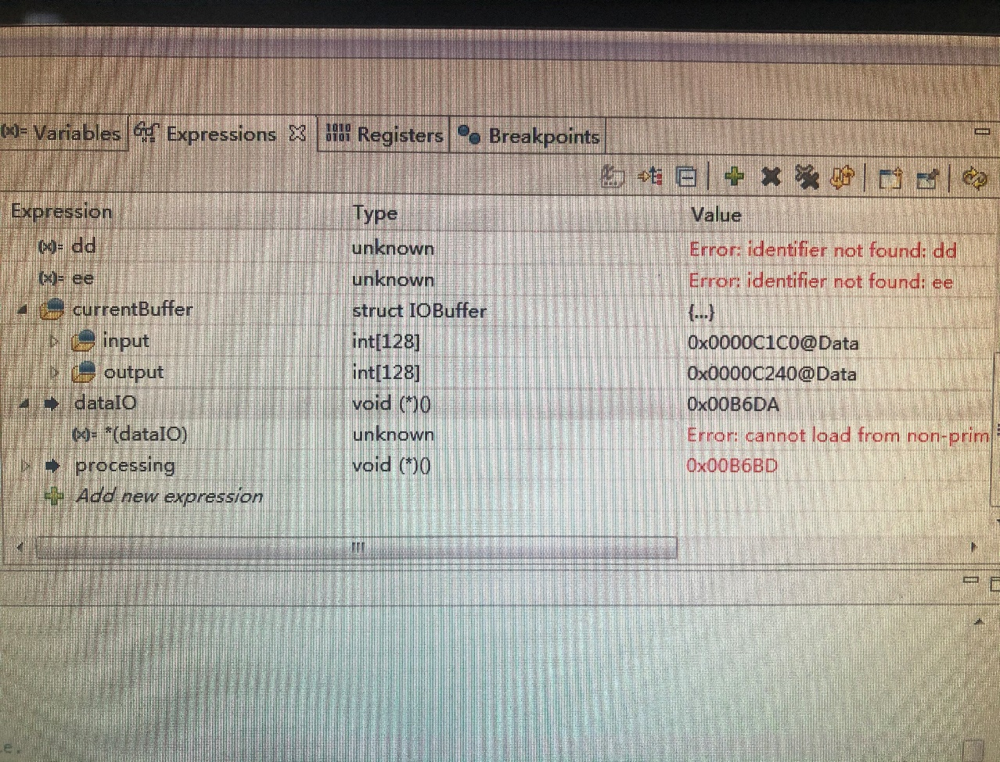 (x)= Variables Expressions 1010 0101 Registers Breakpoints
Expression Type Value
(x)= dd unknown Error: identifier not found: dd
(x)= ee unknown Error: identifier not found: ee
currentBuffer struct IOBuffer {...}
input int[128] 0x0000C1C0@Data
output int[128] 0x0000C240@Data
dataIO void (*)() 0x00B6DA
(x)= *(dataIO) unknown Error: cannot load from non-prim
processing void (*)() 0x00B6BD
Add new expression
e.